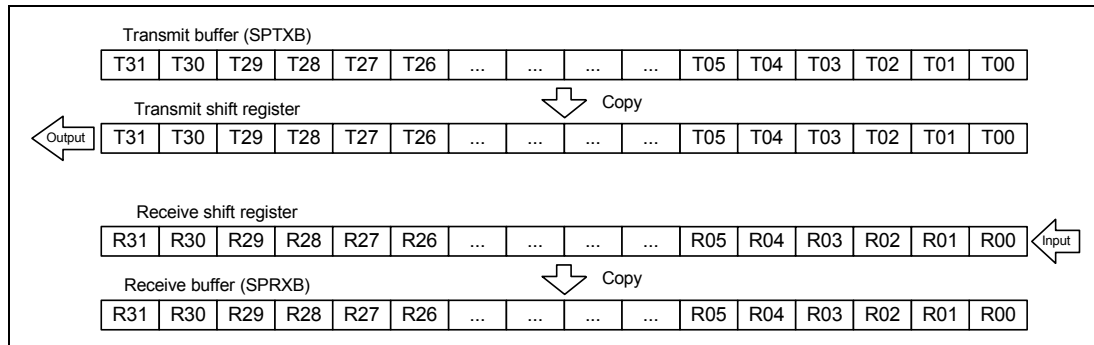 Transmit buffer (SPTXB)
T31 T30 T29 T28 T27 T26 ... ... ... ... T05 T04 T03 T02 T01 T00
Copy
Transmit shift register
Output T31 T30 T29 T28 T27 T26 ... ... ... ... T05 T04 T03 T02 T01 T00
Receive shift register
R31 R30 R29 R28 R27 R26 ... ... ... ... R05 R04 R03 R02 R01 R00 Input
Copy
Receive buffer (SPRXB)
R31 R30 R29 R28 R27 R26 ... ... ... ... R05 R04 R03 R02 R01 R00